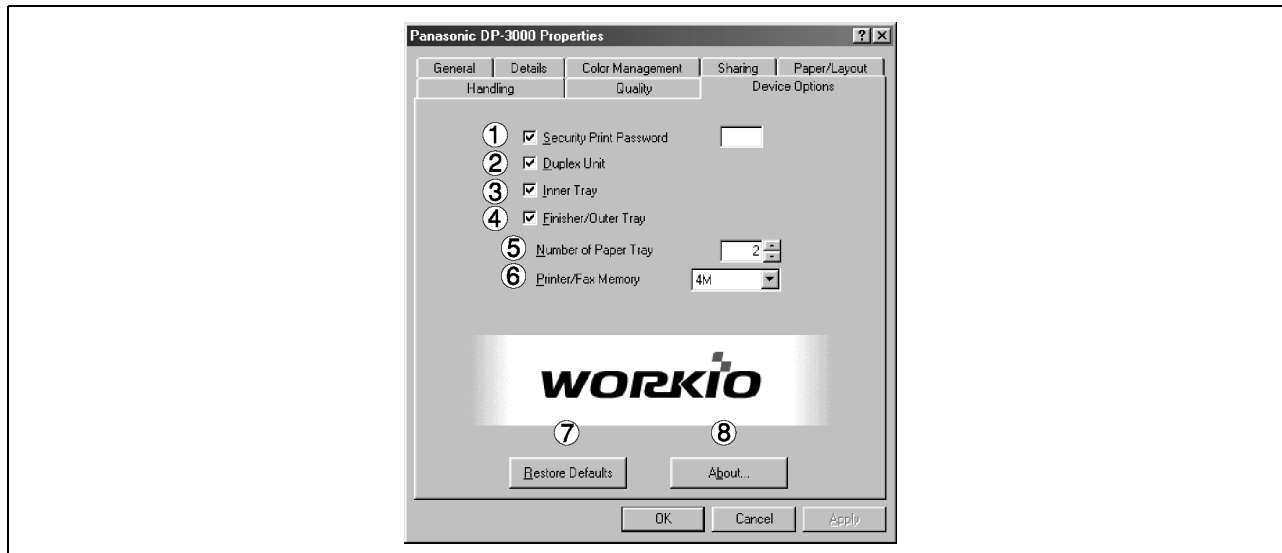 Panasonic DP-3000 Properties
General Details Color Management Sharing Paper/Layout
Handling Quality Device Options
① Security Print Password
② Duplex Unit
③ Inner Tray
④ Finisher/Outer Tray
⑤ Number of Paper Tray 2
⑥ Printer/Fax Memory 4M
WORKiO
⑦ ⑧
Restore Defaults About...
OK Cancel Apply